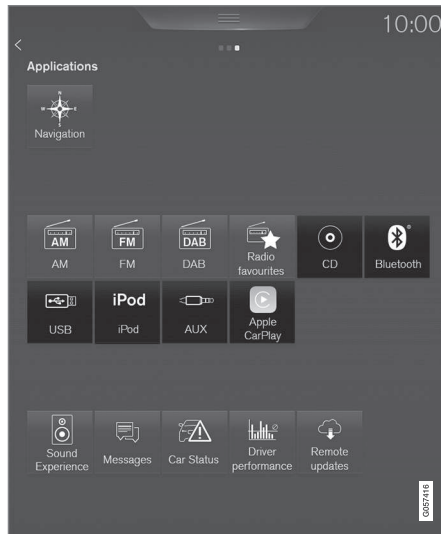 10:00
Applications
N
W
E
S
Navigation
AM
FM
DAB
AM
FM
DAB
Radio
favourites
CD
Bluetooth
iPod
USB
iPod
AUX
Apple
CarPlay
Sound
Experience
Messages
Car Status
Driver
performance
Remote
updates
G057416